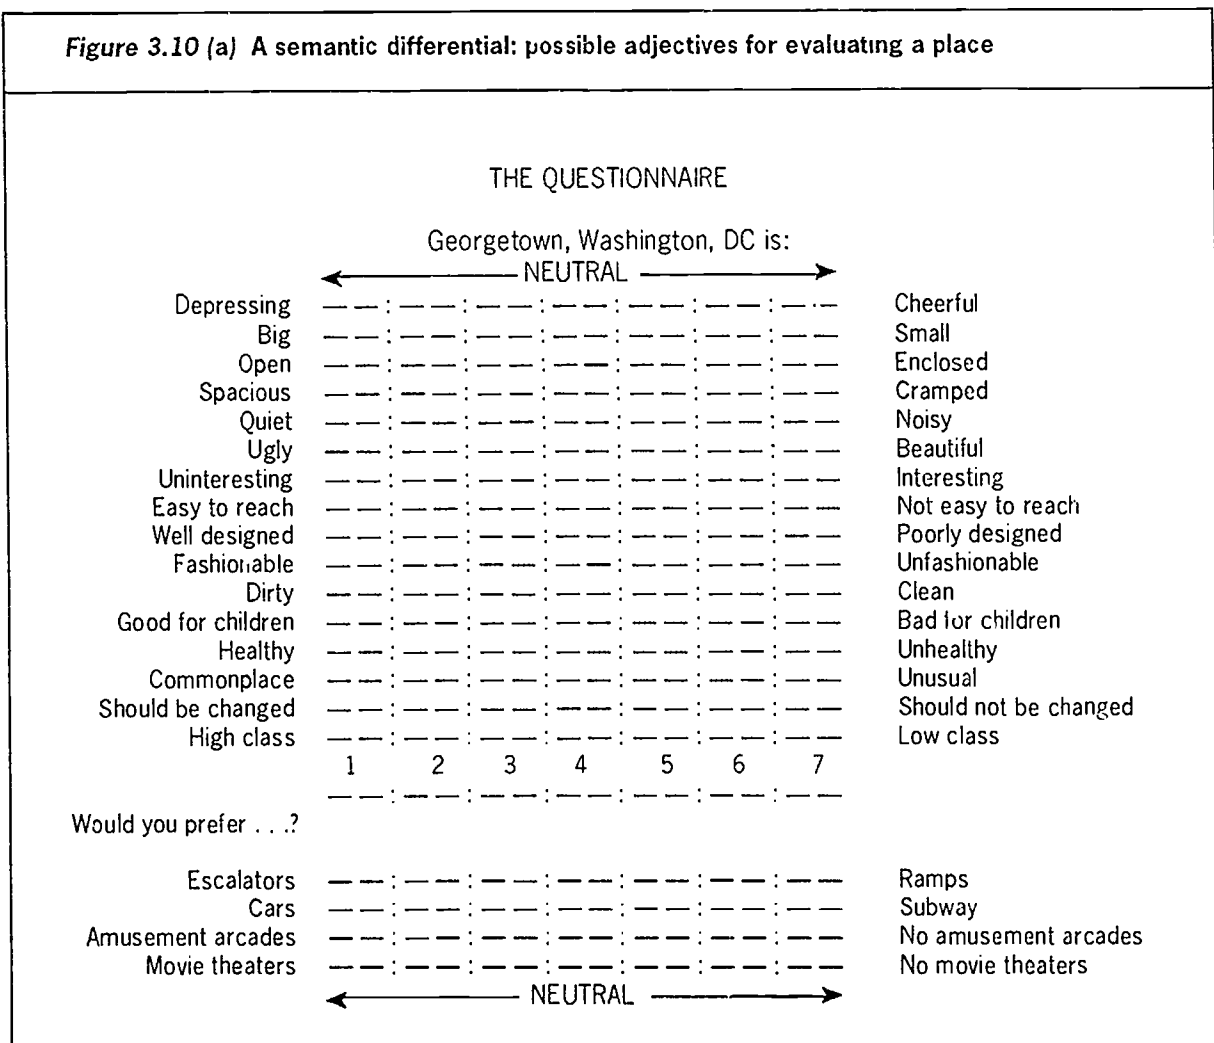 Figure 3.10 (a) A semantic differential: possible adjectives for evaluating a place
THE QUESTIONNAIRE
Georgetown, Washington, DC is:
NEUTRAL
Depressing — — : — — : — — : — — : — — : — — : — — Cheerful
Big — — : — — : — — : — — : — — : — — : — — Small
Open — — : — — : — — : — — : — — : — — : — — Enclosed
Spacious — — : — — : — — : — — : — — : — — : — — Cramped
Quiet — — : — — : — — : — — : — — : — — : — — Noisy
Ugly — — : — — : — — : — — : — — : — — : — — Beautiful
Uninteresting — — : — — : — — : — — : — — : — — : — — Interesting
Easy to reach — — : — — : — — : — — : — — : — — : — — Not easy to reach
Well designed — — : — — : — — : — — : — — : — — : — — Poorly designed
Fashionable — — : — — : — — : — — : — — : — — : — — Unfashionable
Dirty — — : — — : — — : — — : — — : — — : — — Clean
Good for children — — : — — : — — : — — : — — : — — : — — Bad for children
Healthy — — : — — : — — : — — : — — : — — : — — Unhealthy
Commonplace — — : — — : — — : — — : — — : — — : — — Unusual
Should be changed — — : — — : — — : — — : — — : — — : — — Should not be changed
High class — — : — — : — — : — — : — — : — — : — — Low class
1 2 3 4 5 6 7
— — : — — : — — : — — : — — : — — : — —
Would you prefer . . .?
Escalators — — : — — : — — : — — : — — : — — : — — Ramps
Cars — — : — — : — — : — — : — — : — — : — — Subway
Amusement arcades — — : — — : — — : — — : — — : — — : — — No amusement arcades
Movie theaters — — : — — : — — : — — : — — : — — : — — No movie theaters
NEUTRAL